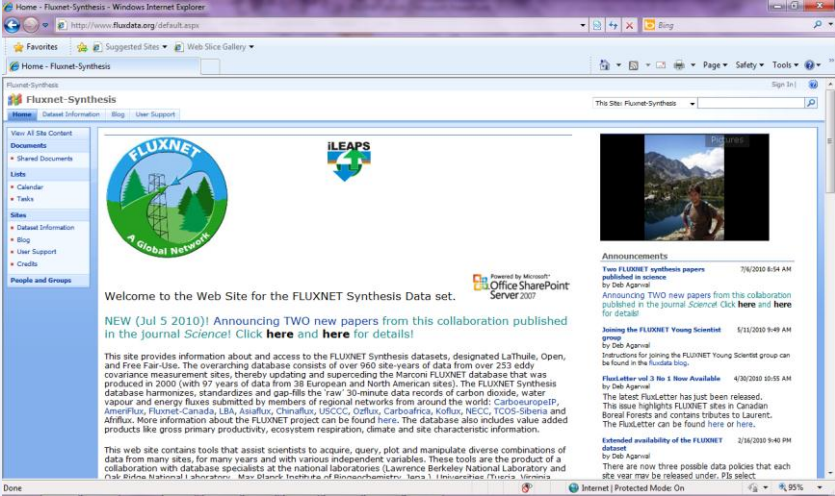 Home - Fluxnet-Synthesis - Windows Internet Explorer
http://www.fluxdata.org/default.aspx
Bing
Favorites
Suggested Sites
Web Slice Gallery
Home - Fluxnet-Synthesis
Page
Safety
Tools
Fluxnet-Synthesis
Sign In
Fluxnet-Synthesis
This Site: Fluxnet-Synthesis
Home
Dataset Information
Blog
User Support
View All Site Content
Documents
Shared Documents
Lists
Calendar
Tasks
Sites
Dataset Information
Blog
User Support
Credits
People and Groups
FLUXNET
A Global Network
iLEAPS
Powered by Microsoft
Office SharePoint
Server 2007
Welcome to the Web Site for the FLUXNET Synthesis Data set.
NEW (Jul 5 2010)! Announcing TWO new papers from this collaboration published
in the journal Science! Click here and here for details!
This site provides information about and access to the FLUXNET Synthesis datasets, designated LaThuile, Open,
and Free Fair-Use. The overarching database consists of over 960 site-years of data from over 253 eddy
covariance measurement sites, thereby updating and superceding the Marconi FLUXNET database that was
produced in 2000 (with 97 years of data from 38 European and North American sites). The FLUXNET Synthesis
database harmonizes, standardizes and gap-fills the 'raw' 30-minute data records of carbon dioxide, water
vapour and energy fluxes submitted by members of regional networks from around the world: CarboeuropeIP,
AmeriFlux, Fluxnet-Canada, LBA, Asiaflux, Chinaflux, USCCC, Ozflux, Carboafrica, Koflux, NECC, TCOS-Siberia and
Afriflux. More information about the FLUXNET project can be found here. The database also includes value added
products like gross primary productivity, ecosystem respiration, climate and site characteristic information.
This web site contains tools that assist scientists to acquire, query, plot and manipulate diverse combinations of
data from many sites, for many years and with various independent variables. These tools are the product of a
collaboration with database specialists at the national laboratories (Lawrence Berkeley National Laboratory and
Oak Ridge National Laboratory, Max Planck Institute of Biogeochemistry, Jena), Universities (Tuscia, Virginia,
Pictures
Announcements
Two FLUXNET synthesis papers 7/6/2010 8:54 AM
published in science
by Deb Agarwal
Announcing TWO new papers from this collaboration
published in the journal Science! Click here and here
for details!
Joining the FLUXNET Young Scientist 5/11/2010 9:49 AM
group
by Deb Agarwal
Instructions for joining the FLUXNET Young Scientist group can
be found in the fluxdata blog.
FluxLetter vol 3 No 1 Now Available 4/30/2010 10:55 AM
by Deb Agarwal
The latest FluxLetter has just been released.
This issue highlights FLUXNET sites in Canadian
Boreal Forests and contains tributes to Laurent.
The FluxLetter can be found here or here.
Extended availability of the FLUXNET 2/16/2010 9:40 PM
dataset
by Deb Agarwal
There are now three possible data policies that each
site year may be released under. PIs select
Done
Internet | Protected Mode: On
95%